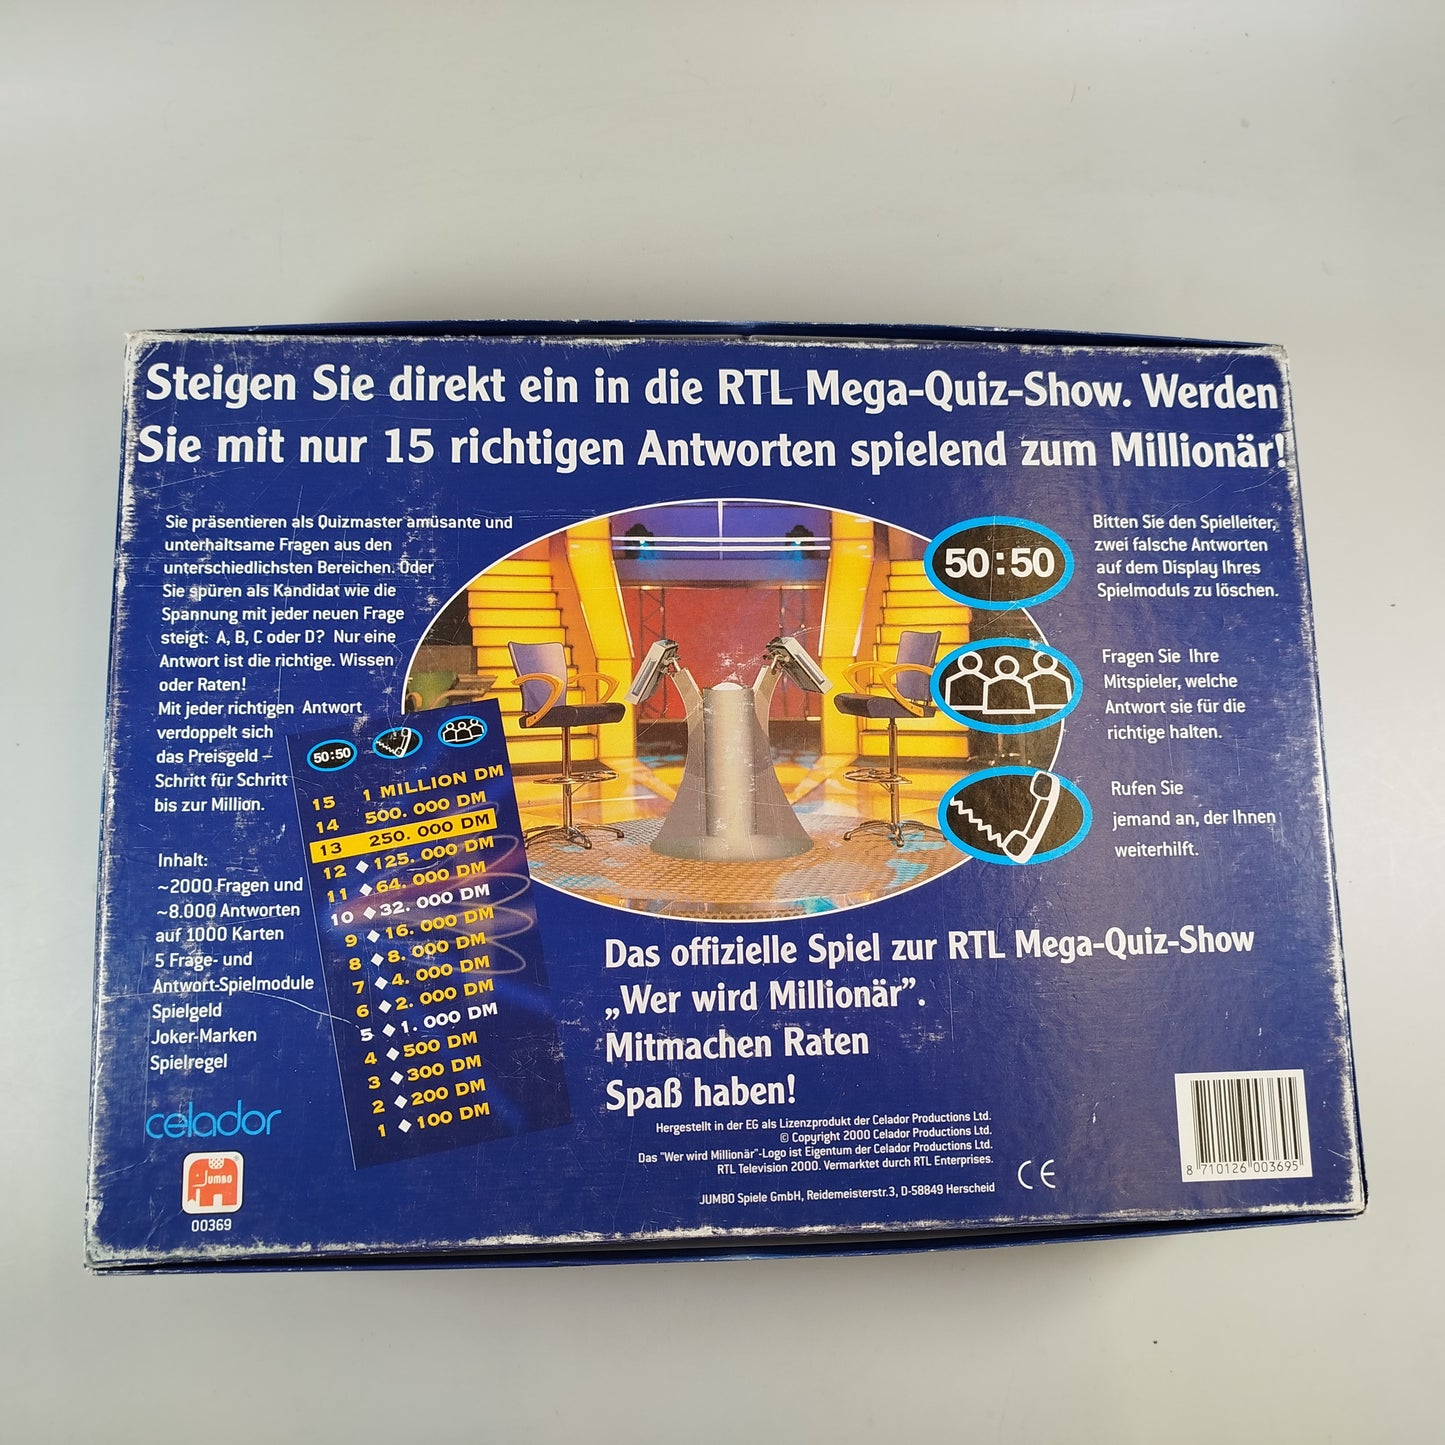 Steigen Sie direkt ein in die RTL Mega-Quiz-Show. Werden
Sie mit nur 15 richtigen Antworten spielend zum Millionär!
Sie präsentieren als Quizmaster amüsante und
unterhaltsame Fragen aus den
unterschiedlichsten Bereichen. Oder
Sie spüren als Kandidat wie die
Spannung mit jeder neuen Frage
steigt: A, B, C oder D? Nur eine
Antwort ist die richtige. Wissen
oder Raten!
Mit jeder richtigen Antwort
verdoppelt sich
das Preisgeld –
Schritt für Schritt
bis zur Million.
Inhalt:
~2000 Fragen und
~8.000 Antworten
auf 1000 Karten
5 Frage- und
Antwort-Spielmodule
Spielgeld
Joker-Marken
Spielregel
celador
JUMBO
00369
50:50
15 1 MILLION DM
14 500.000 DM
13 250.000 DM
12 ◆ 125.000 DM
11 ◆ 64.000 DM
10 ◆ 32.000 DM
9 ◆ 16.000 DM
8 ◆ 8.000 DM
7 ◆ 4.000 DM
6 ◆ 2.000 DM
5 ◆ 1.000 DM
4 ◆ 500 DM
3 ◆ 300 DM
2 ◆ 200 DM
1 ◆ 100 DM
50:50
Bitten Sie den Spielleiter,
zwei falsche Antworten
auf dem Display Ihres
Spielmoduls zu löschen.
Fragen Sie Ihre
Mitspieler, welche
Antwort sie für die
richtige halten.
Rufen Sie
jemand an, der Ihnen
weiterhilft.
Das offizielle Spiel zur RTL Mega-Quiz-Show
„Wer wird Millionär”.
Mitmachen Raten
Spaß haben!
Hergestellt in der EG als Lizenzprodukt der Celador Productions Ltd.
© Copyright 2000 Celador Productions Ltd.
Das "Wer wird Millionär"-Logo ist Eigentum der Celador Productions Ltd.
RTL Television 2000. Vermarktet durch RTL Enterprises.
JUMBO Spiele GmbH, Reidemeisterstr.3, D-58849 Herscheid
CE
8 710126 003695